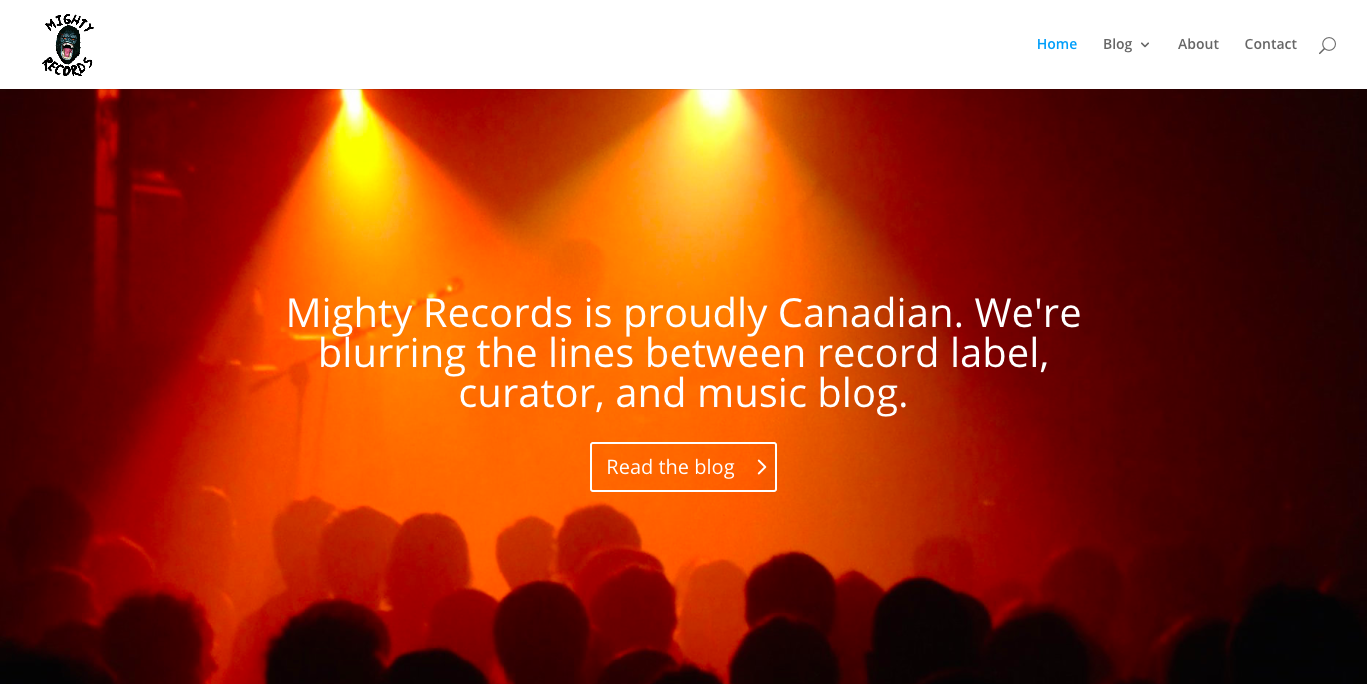 MIGHTY
RECORDS
Home
Blog
About
Contact
Mighty Records is proudly Canadian. We're
blurring the lines between record label,
curator, and music blog.
Read the blog